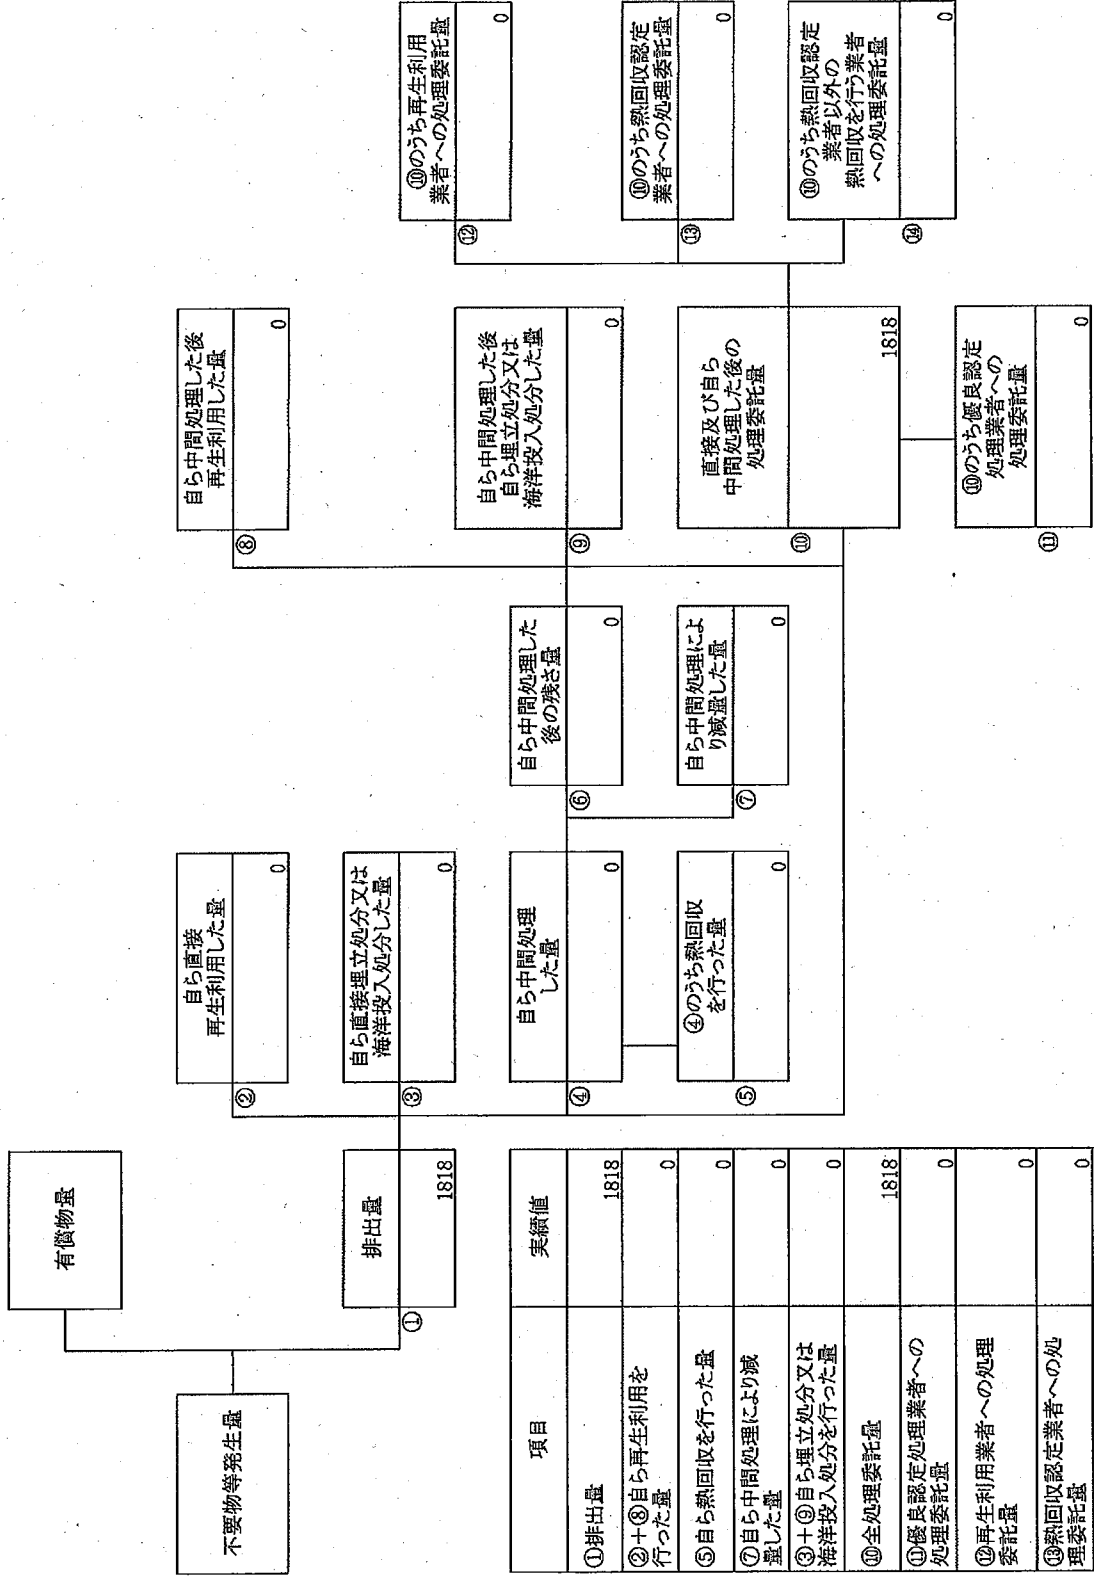 不要物等発生量
有償物量
排出量
①
1818
自ら直接
再生利用した量
②
0
自ら直接埋立処分又は
海洋投入処分した量
③
0
自ら中間処理
した量
④
0
④のうち熱回収
を行った量
⑤
0
自ら中間処理した
後の残さ量
⑥
0
自ら中間処理によ
り減量した量
⑦
0
自ら中間処理した後
再生利用した量
⑧
0
自ら中間処理した後
自ら埋立処分又は
海洋投入処分した量
⑨
0
直接及び自ら
中間処理した後の
処理委託量
⑩
1818
⑩のうち優良認定
処理業者への
処理委託量
⑪
0
⑩のうち再生利用
業者への処理委託量
⑫
0
⑩のうち熱回収認定
業者への処理委託量
⑬
0
⑩のうち熱回収認定
業者以外の
熱回収を行う業者
への処理委託量
⑭
0
項目 実績値
①排出量 1818
②+⑧自ら再生利用を
行った量 0
⑤自ら熱回収を行った量 0
⑦自ら中間処理により減
量した量 0
③+⑨自ら埋立処分又は
海洋投入処分を行った量 0
⑩全処理委託量 1818
⑪優良認定処理業者への
処理委託量 0
⑫再生利用業者への処理
委託量 0
⑬熱回収認定業者への処
理委託量 0